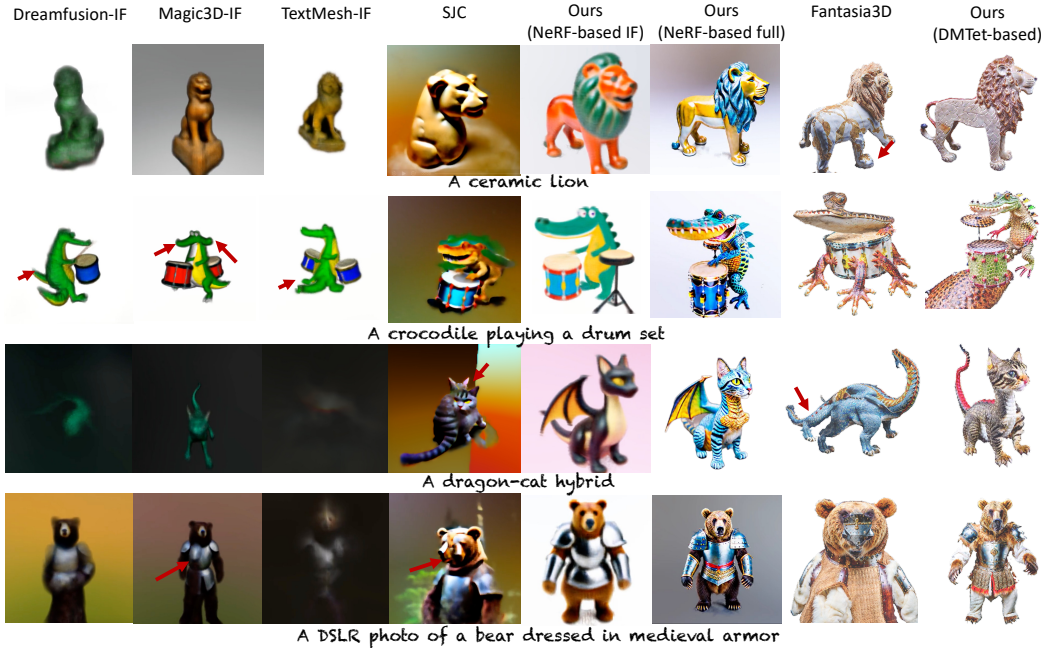 Dreamfusion-IF Magic3D-IF TextMesh-IF SJC Ours Ours Fantasia3D Ours
(NeRF-based IF) (NeRF-based full) (DMTet-based)
A ceramic lion
A crocodile playing a drum set
A dragon-cat hybrid
A DSLR photo of a bear dressed in medieval armor